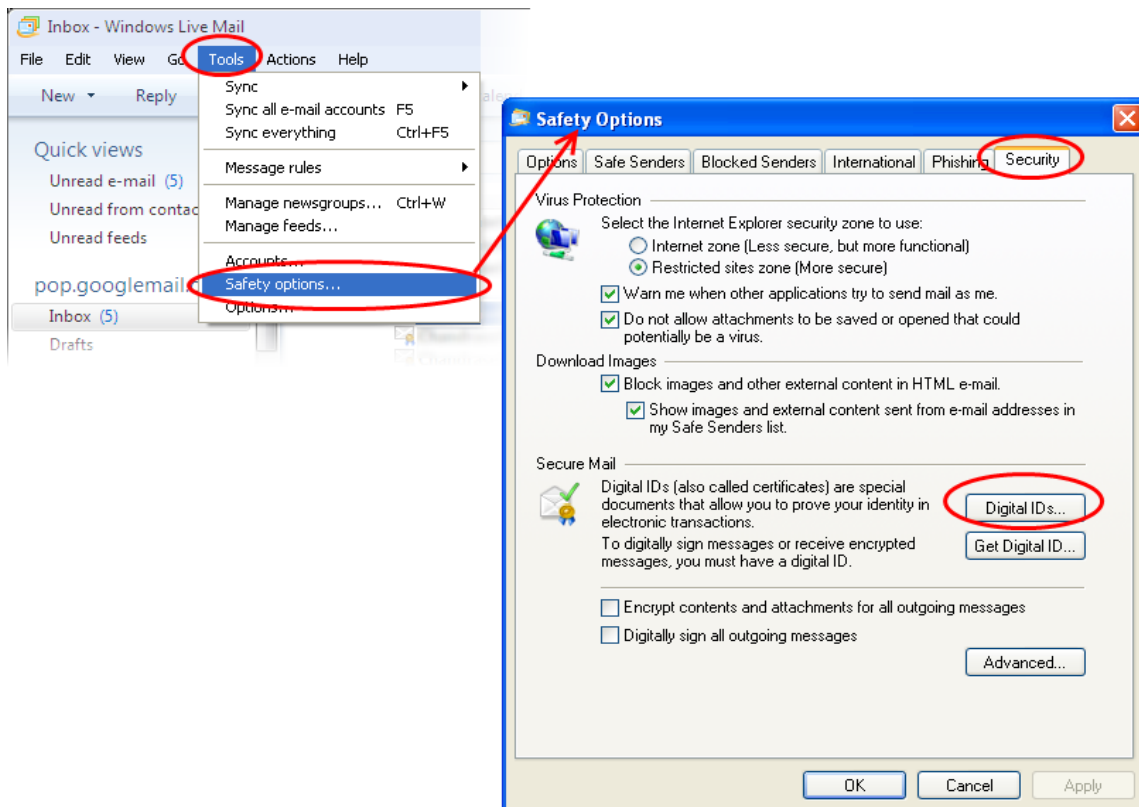 Inbox - Windows Live Mail
File Edit View Tools Actions Help
New Reply
Sync
Sync all e-mail accounts F5
Sync everything Ctrl+F5
Message rules
Manage newsgroups... Ctrl+W
Manage feeds...
Accounts...
Safety options...
Options...
Quick views
Unread e-mail (5)
Unread from
Unread feeds
pop.googlemail.
Inbox (5)
Drafts
Safety Options
Options Safe Senders Blocked Senders International Phishing Security
Virus Protection
Select the Internet Explorer security zone to use:
Internet zone (Less secure, but more functional)
Restricted sites zone (More secure)
Warn me when other applications try to send mail as me.
Do not allow attachments to be saved or opened that could
potentially be a virus.
Download Images
Block images and other external content in HTML e-mail.
Show images and external content sent from e-mail addresses in
my Safe Senders list.
Secure Mail
Digital IDs (also called certificates) are special
documents that allow you to prove your identity in
electronic transactions.
Digital IDs...
To digitally sign messages or receive encrypted
messages, you must have a digital ID.
Get Digital ID...
Encrypt contents and attachments for all outgoing messages
Digitally sign all outgoing messages
Advanced...
OK Cancel Apply